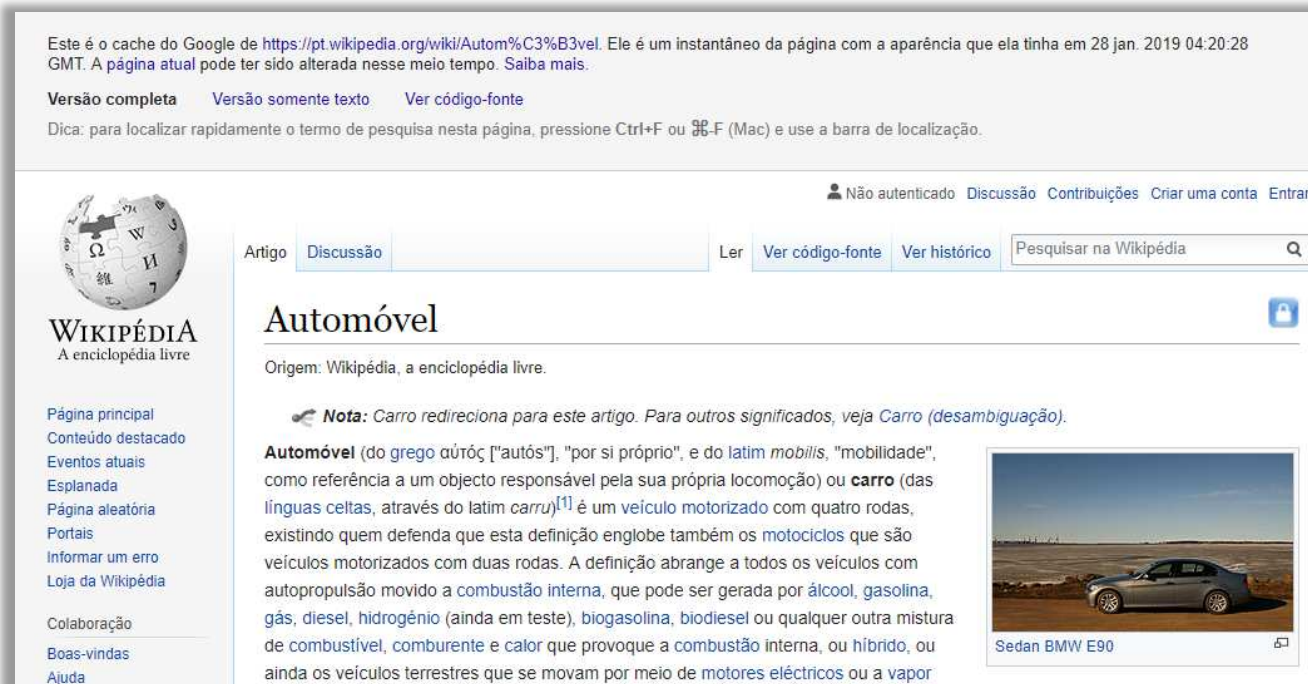 Este é o cache do Google de https://pt.wikipedia.org/wiki/Autom%C3%B3vel. Ele é um instantâneo da página com a aparência que ela tinha em 28 jan. 2019 04:20:28
GMT. A página atual pode ter sido alterada nesse meio tempo. Saiba mais.
Versão completa Versão somente texto Ver código-fonte
Dica: para localizar rapidamente o termo de pesquisa nesta página, pressione Ctrl+F ou ⌘-F (Mac) e use a barra de localização.
Não autenticado Discussão Contribuições Criar uma conta Entrar
Artigo Discussão Ler Ver código-fonte Ver histórico Pesquisar na Wikipédia
Ω W И 維 7
WIKIPÉDIA
A enciclopédia livre
Página principal
Conteúdo destacado
Eventos atuais
Esplanada
Página aleatória
Portais
Informar um erro
Loja da Wikipédia
Colaboração
Boas-vindas
Ajuda
Automóvel
Origem: Wikipédia, a enciclopédia livre.
Nota: Carro redireciona para este artigo. Para outros significados, veja Carro (desambiguação).
Automóvel (do grego αὐτός ["autós"], "por si próprio", e do latim mobilis, "mobilidade",
como referência a um objecto responsável pela sua própria locomoção) ou carro (das
línguas celtas, através do latim carru)[1] é um veículo motorizado com quatro rodas,
existindo quem defenda que esta definição englobe também os motociclos que são
veículos motorizados com duas rodas. A definição abrange a todos os veículos com
autopropulsão movido a combustão interna, que pode ser gerada por álcool, gasolina,
gás, diesel, hidrogénio (ainda em teste), biogasolina, biodiesel ou qualquer outra mistura
de combustível, comburente e calor que provoque a combustão interna, ou híbrido, ou
ainda os veículos terrestres que se movam por meio de motores eléctricos ou a vapor
Sedan BMW E90